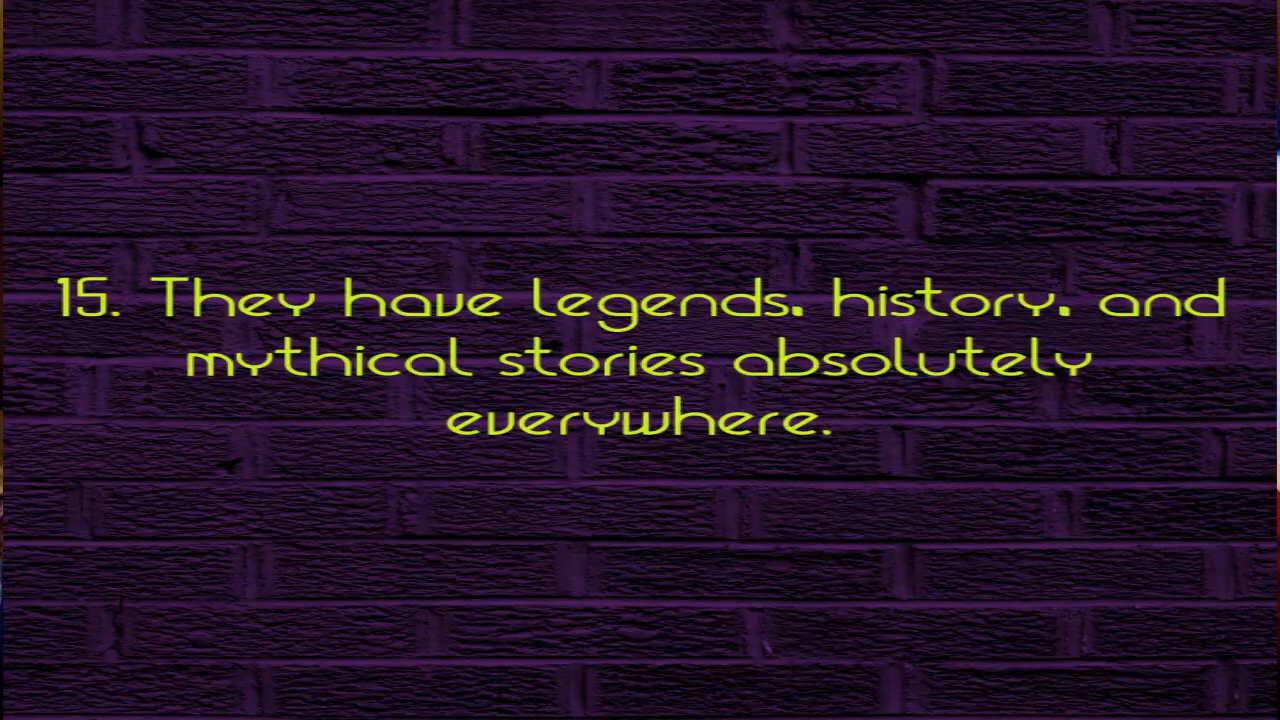 15. They have legends, history, and
mythical stories absolutely
everywhere.